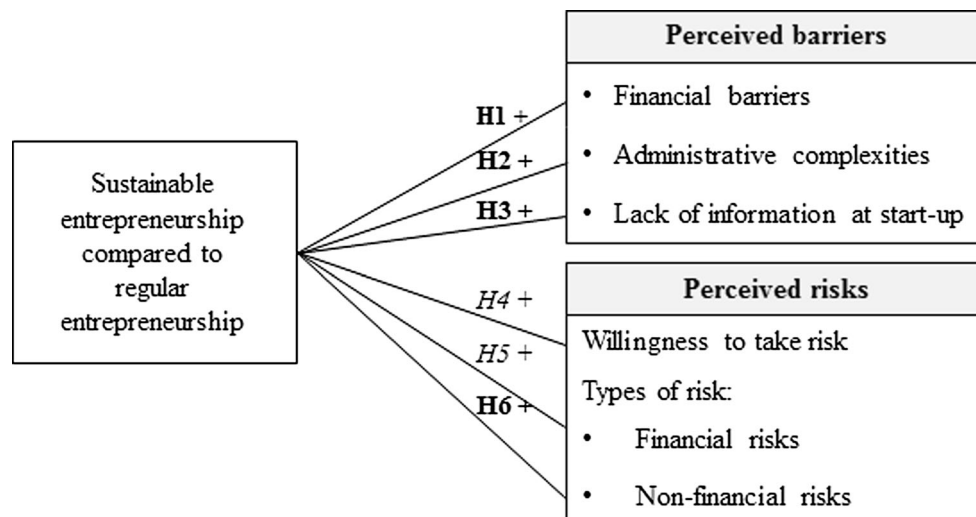 Sustainable
entrepreneurship
compared to
regular
entrepreneurship
H1 +
H2 +
H3 +
H4 +
H5 +
H6 +
Perceived barriers
• Financial barriers
• Administrative complexities
• Lack of information at start-up
Perceived risks
Willingness to take risk
Types of risk:
• Financial risks
• Non-financial risks